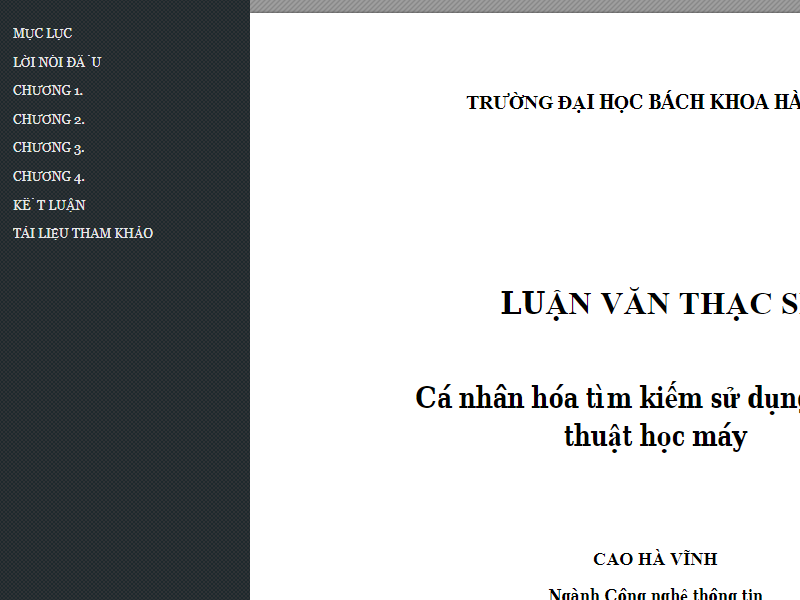 MỤC LỤC
LỜI NÓI ĐẦU
CHƯƠNG 1.
CHƯƠNG 2.
CHƯƠNG 3.
CHƯƠNG 4.
KẾT LUẬN
TÀI LIỆU THAM KHẢO
TRƯỜNG ĐẠI HỌC BÁCH KHOA HÀ
LUẬN VĂN THẠC S
Cá nhân hóa tìm kiếm sử dụng
thuật học máy
CAO HÀ VĨNH
Ngành Công nghệ thông tin